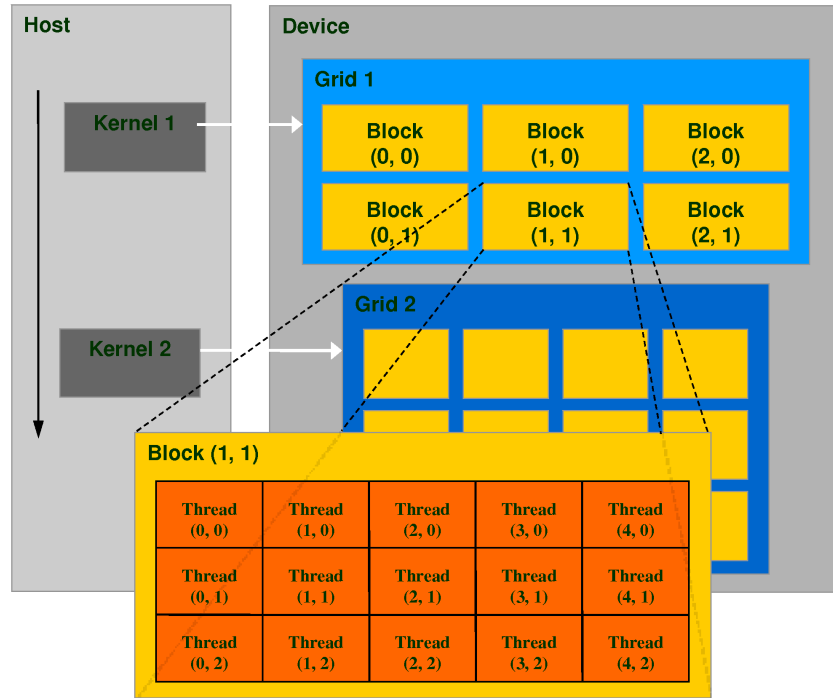 Host
Device
Kernel 1
Grid 1
Block
(0, 0)
Block
(1, 0)
Block
(2, 0)
Block
(0, 1)
Block
(1, 1)
Block
(2, 1)
Kernel 2
Grid 2
Block (1, 1)
Thread
(0, 0)
Thread
(1, 0)
Thread
(2, 0)
Thread
(3, 0)
Thread
(4, 0)
Thread
(0, 1)
Thread
(1, 1)
Thread
(2, 1)
Thread
(3, 1)
Thread
(4, 1)
Thread
(0, 2)
Thread
(1, 2)
Thread
(2, 2)
Thread
(3, 2)
Thread
(4, 2)